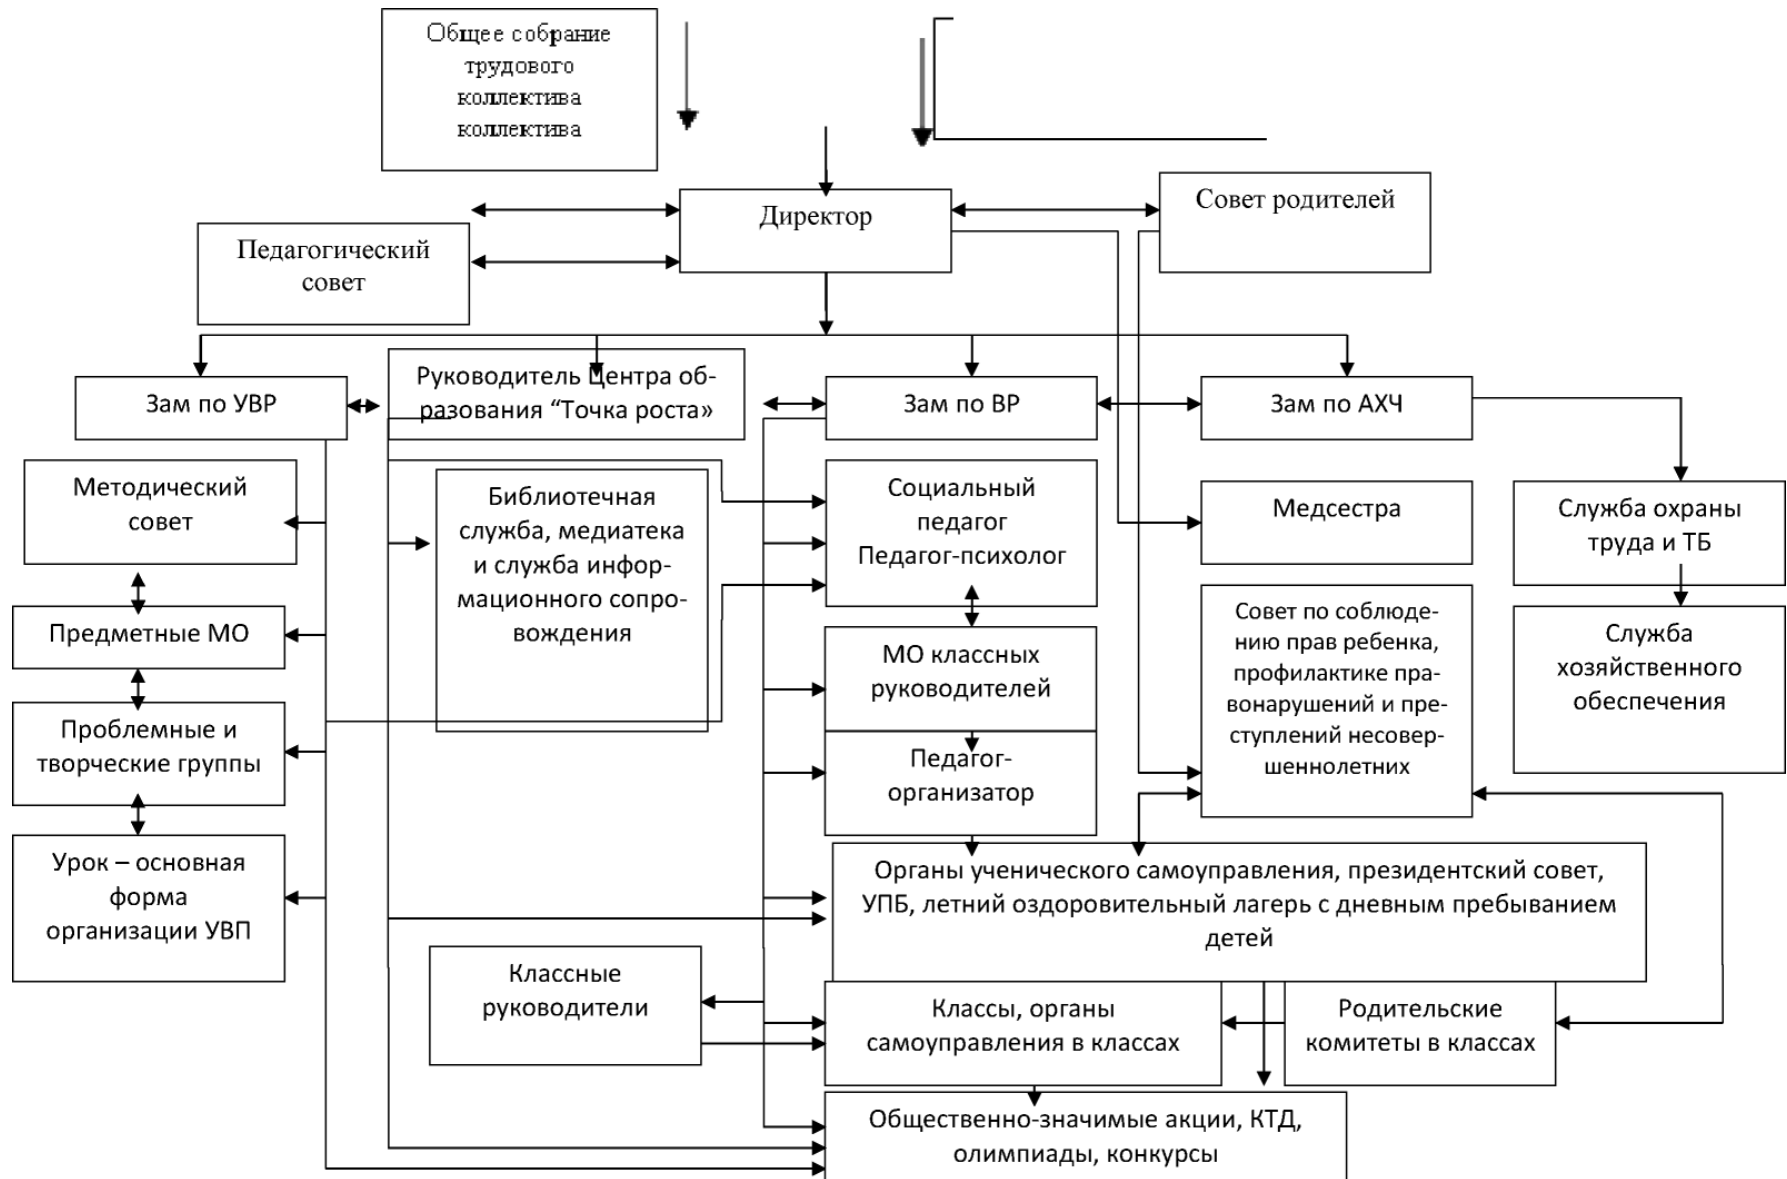 Общее собрание
трудового
коллектива
коллектива
Директор
Совет родителей
Педагогический
совет
Зам по УВР
Руководитель Центра об-
разования “Точка роста»
Зам по ВР
Зам по АХЧ
Методический
совет
Библиотечная
служба, медиатека
и служба инфор-
мационного сопро-
вождения
Социальный
педагог
Педагог-психолог
Медсестра
Служба охраны
труда и ТБ
Предметные МО
МО классных
руководителей
Совет по соблюде-
нию прав ребенка,
профилактике пра-
вонарушений и пре-
ступлений несовер-
шеннолетних
Служба
хозяйственного
обеспечения
Проблемные и
творческие группы
Педагог-
организатор
Урок – основная
форма
организации УВП
Органы ученического самоуправления, президентский совет,
УПБ, летний оздоровительный лагерь с дневным пребыванием
детей
Классные
руководители
Классы, органы
самоуправления в классах
Родительские
комитеты в классах
Общественно-значимые акции, КТД,
олимпиады, конкурсы